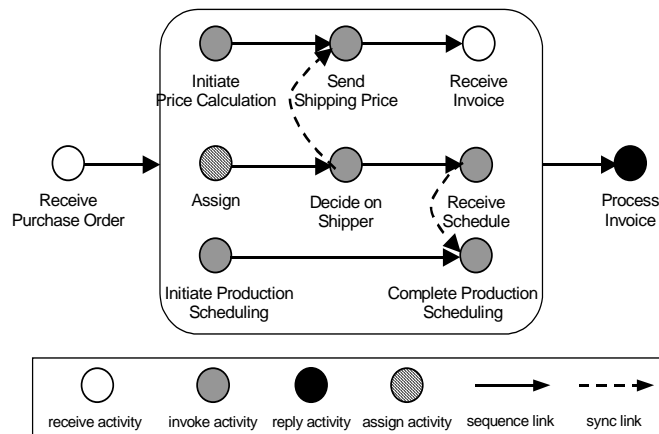 Initiate
Price Calculation
Send
Shipping Price
Receive
Invoice
Receive
Purchase Order
Assign
Decide on
Shipper
Receive
Schedule
Process
Invoice
Initiate Production
Scheduling
Complete Production
Scheduling
receive activity
invoke activity
reply activity
assign activity
sequence link
sync link